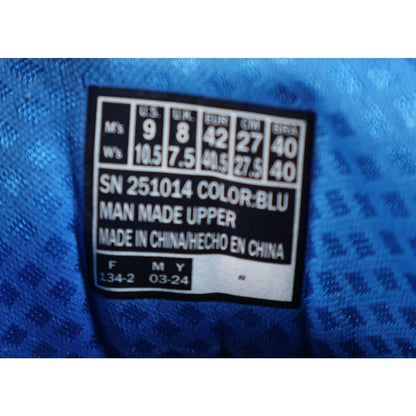 U.S. U.K. EUR CM BRA
M's 9 8 42 27 40
W's 10.5 7.5 40.5 27.5 40
SN 251014 COLOR:BLU
MAN MADE UPPER
MADE IN CHINA/HECHO EN CHINA
F M Y
134-2 03-24